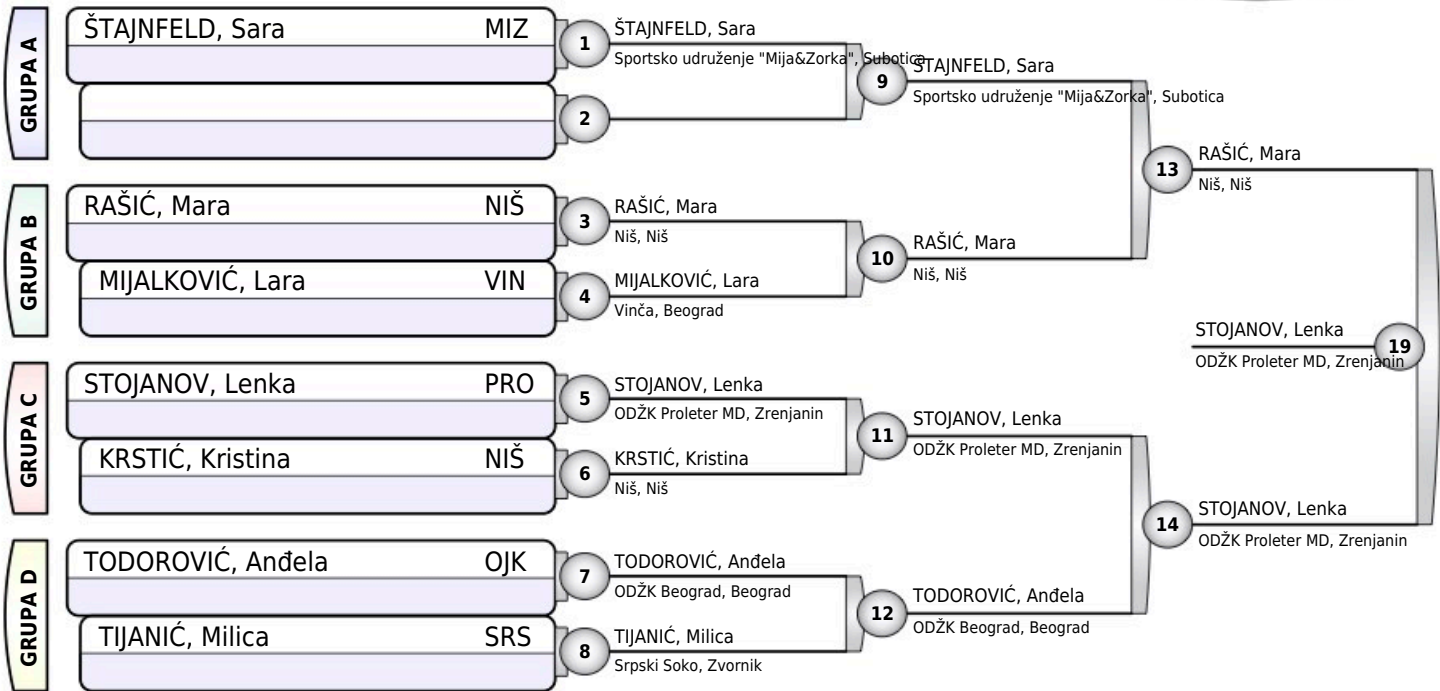 GRUPA A
ŠTAJNFELD, Sara MIZ
1
ŠTAJNFELD, Sara
Sportsko udruženje "Mija&Zorka", Subotica
2
9
ŠTAJNFELD, Sara
Sportsko udruženje "Mija&Zorka", Subotica
GRUPA B
RAŠIĆ, Mara NIŠ
3
RAŠIĆ, Mara
Niš, Niš
MIJALKOVIĆ, Lara VIN
4
MIJALKOVIĆ, Lara
Vinča, Beograd
10
RAŠIĆ, Mara
Niš, Niš
13
RAŠIĆ, Mara
Niš, Niš
GRUPA C
STOJANOV, Lenka PRO
5
STOJANOV, Lenka
ODŽK Proleter MD, Zrenjanin
KRSTIĆ, Kristina NIŠ
6
KRSTIĆ, Kristina
Niš, Niš
11
STOJANOV, Lenka
ODŽK Proleter MD, Zrenjanin
GRUPA D
TODOROVIĆ, Anđela OJK
7
TODOROVIĆ, Anđela
ODŽK Beograd, Beograd
TIJANIĆ, Milica SRS
8
TIJANIĆ, Milica
Srpski Soko, Zvornik
12
TODOROVIĆ, Anđela
ODŽK Beograd, Beograd
14
STOJANOV, Lenka
ODŽK Proleter MD, Zrenjanin
STOJANOV, Lenka
ODŽK Proleter MD, Zrenjanin
19